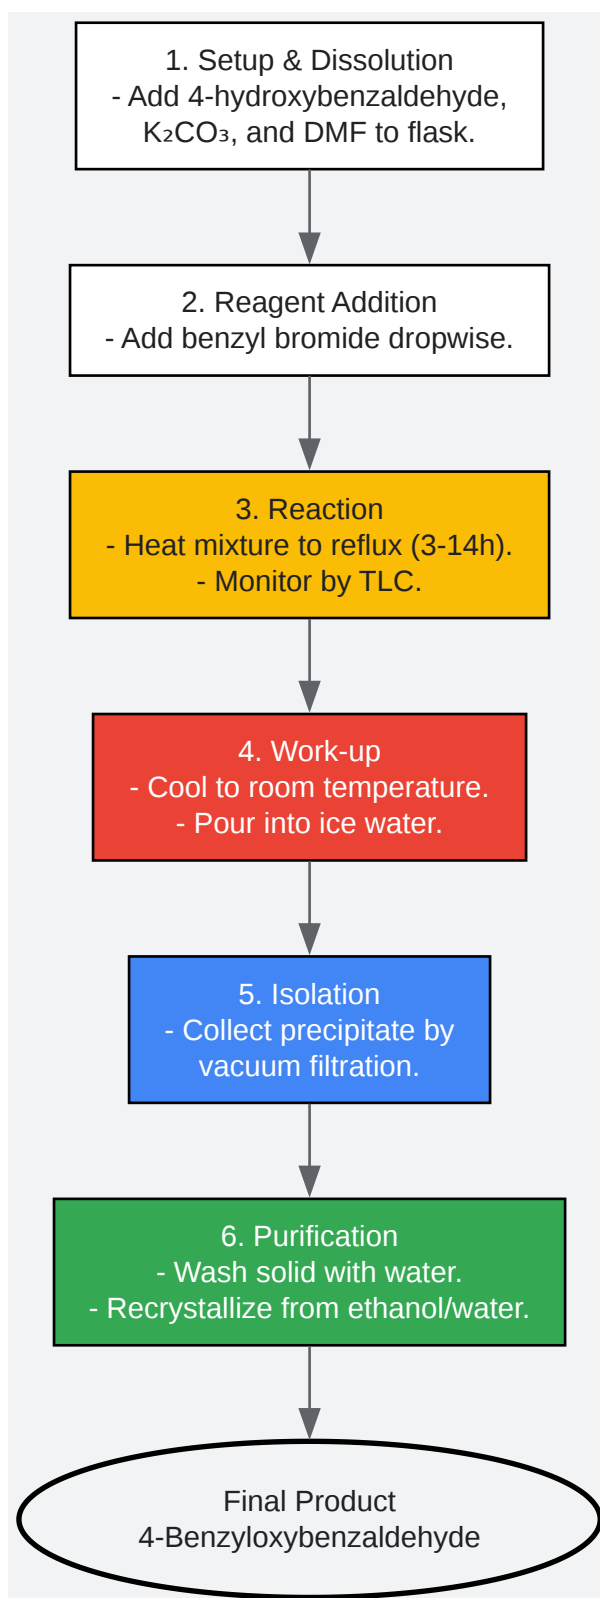 1. Setup & Dissolution
- Add 4-hydroxybenzaldehyde,
K₂CO₃, and DMF to flask.
2. Reagent Addition
- Add benzyl bromide dropwise.
3. Reaction
- Heat mixture to reflux (3-14h).
- Monitor by TLC.
4. Work-up
- Cool to room temperature.
- Pour into ice water.
5. Isolation
- Collect precipitate by
vacuum filtration.
6. Purification
- Wash solid with water.
- Recrystallize from ethanol/water.
Final Product
4-Benzyloxybenzaldehyde